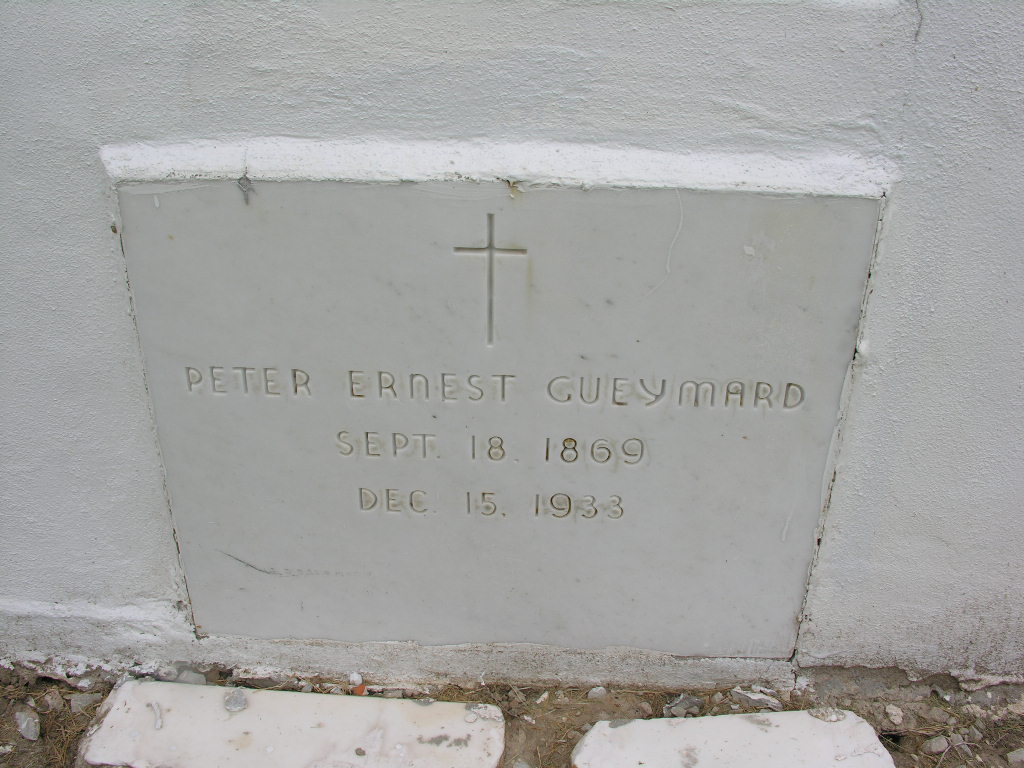 PETER ERNEST GUEYMARD
SEPT. 18. 1869
DEC. 15. 1933